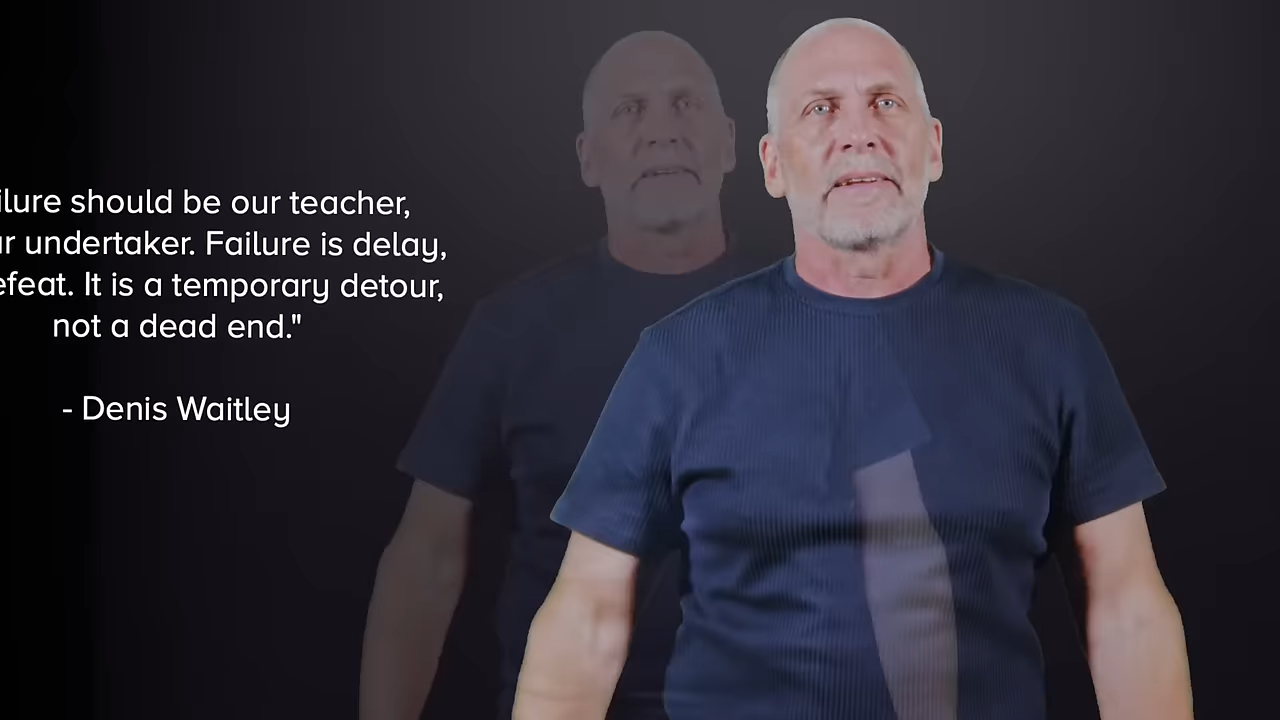 ilure should be our teacher,
r undertaker. Failure is delay,
efeat. It is a temporary detour,
not a dead end."
- Denis Waitley